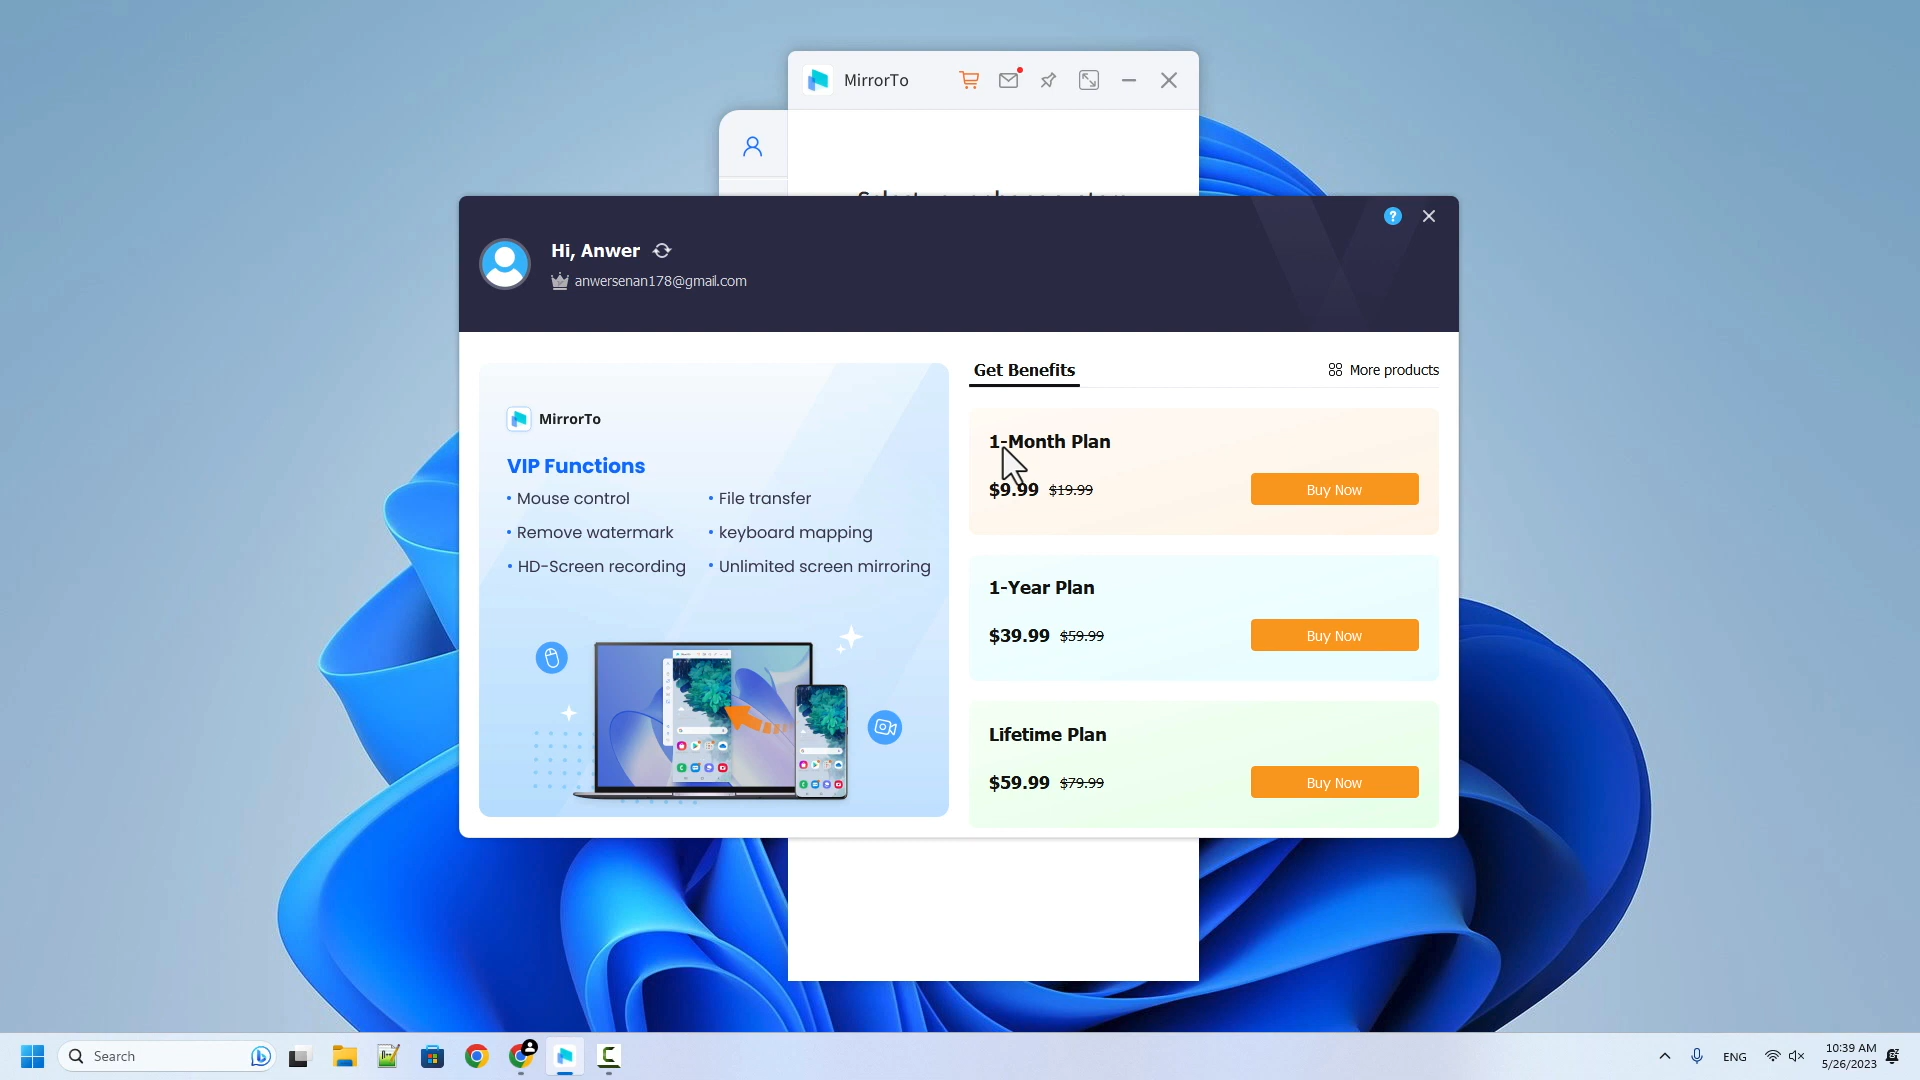 MirrorTo
Hi, Anwer
anwersenan178@gmail.com
Get Benefits
More products
MirrorTo
VIP Functions
• Mouse control
• File transfer
• Remove watermark
• keyboard mapping
• HD-Screen recording
• Unlimited screen mirroring
1-Month Plan
$9.99 $19.99
Buy Now
1-Year Plan
$39.99 $59.99
Buy Now
Lifetime Plan
$59.99 $79.99
Buy Now
Search
ENG
10:39 AM
5/26/2023